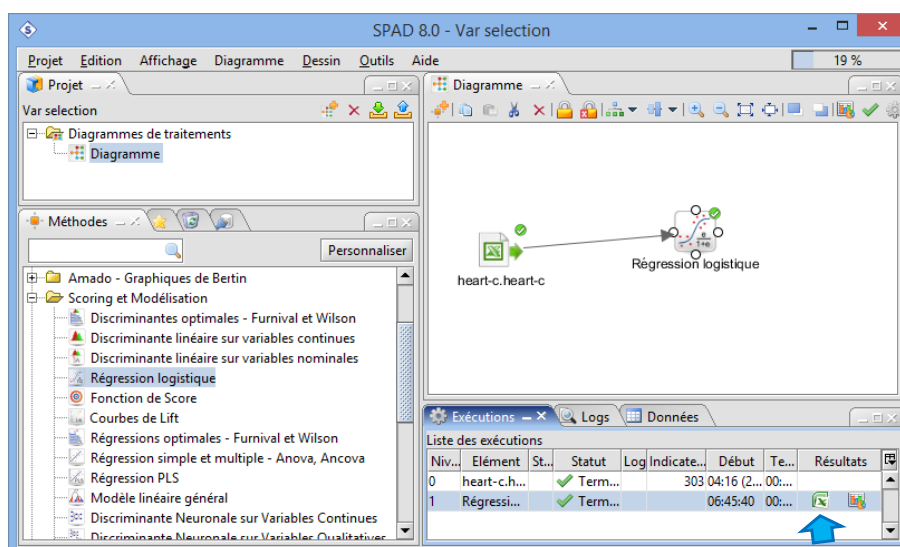 SPAD 8.0 - Var selection
Projet Edition Affichage Diagramme Dessin Outils Aide
19 %
Projet
Var selection
Diagrammes de traitements
Diagramme
Méthodes
Personnaliser
Amado - Graphiques de Bertin
Scoring et Modélisation
Discriminantes optimales - Furnival et Wilson
Discriminante linéaire sur variables continues
Discriminante linéaire sur variables nominales
Régression logistique
Fonction de Score
Courbes de Lift
Régressions optimales - Furnival et Wilson
Régression simple et multiple - Anova, Ancova
Régression PLS
Modèle linéaire général
Discriminante Neuronale sur Variables Continues
Discriminante Neuronale sur Variables Qualitatives
Diagramme
heart-c.heart-c
Régression logistique
Exécutions Logs Données
Liste des exécutions
Niv... Elément St... Statut Log Indicate... Début Te... Résultats
0 heart-c.h... Term... 303 04:16 (2... 00:...
1 Régressi... Term... 06:45:40 00:...